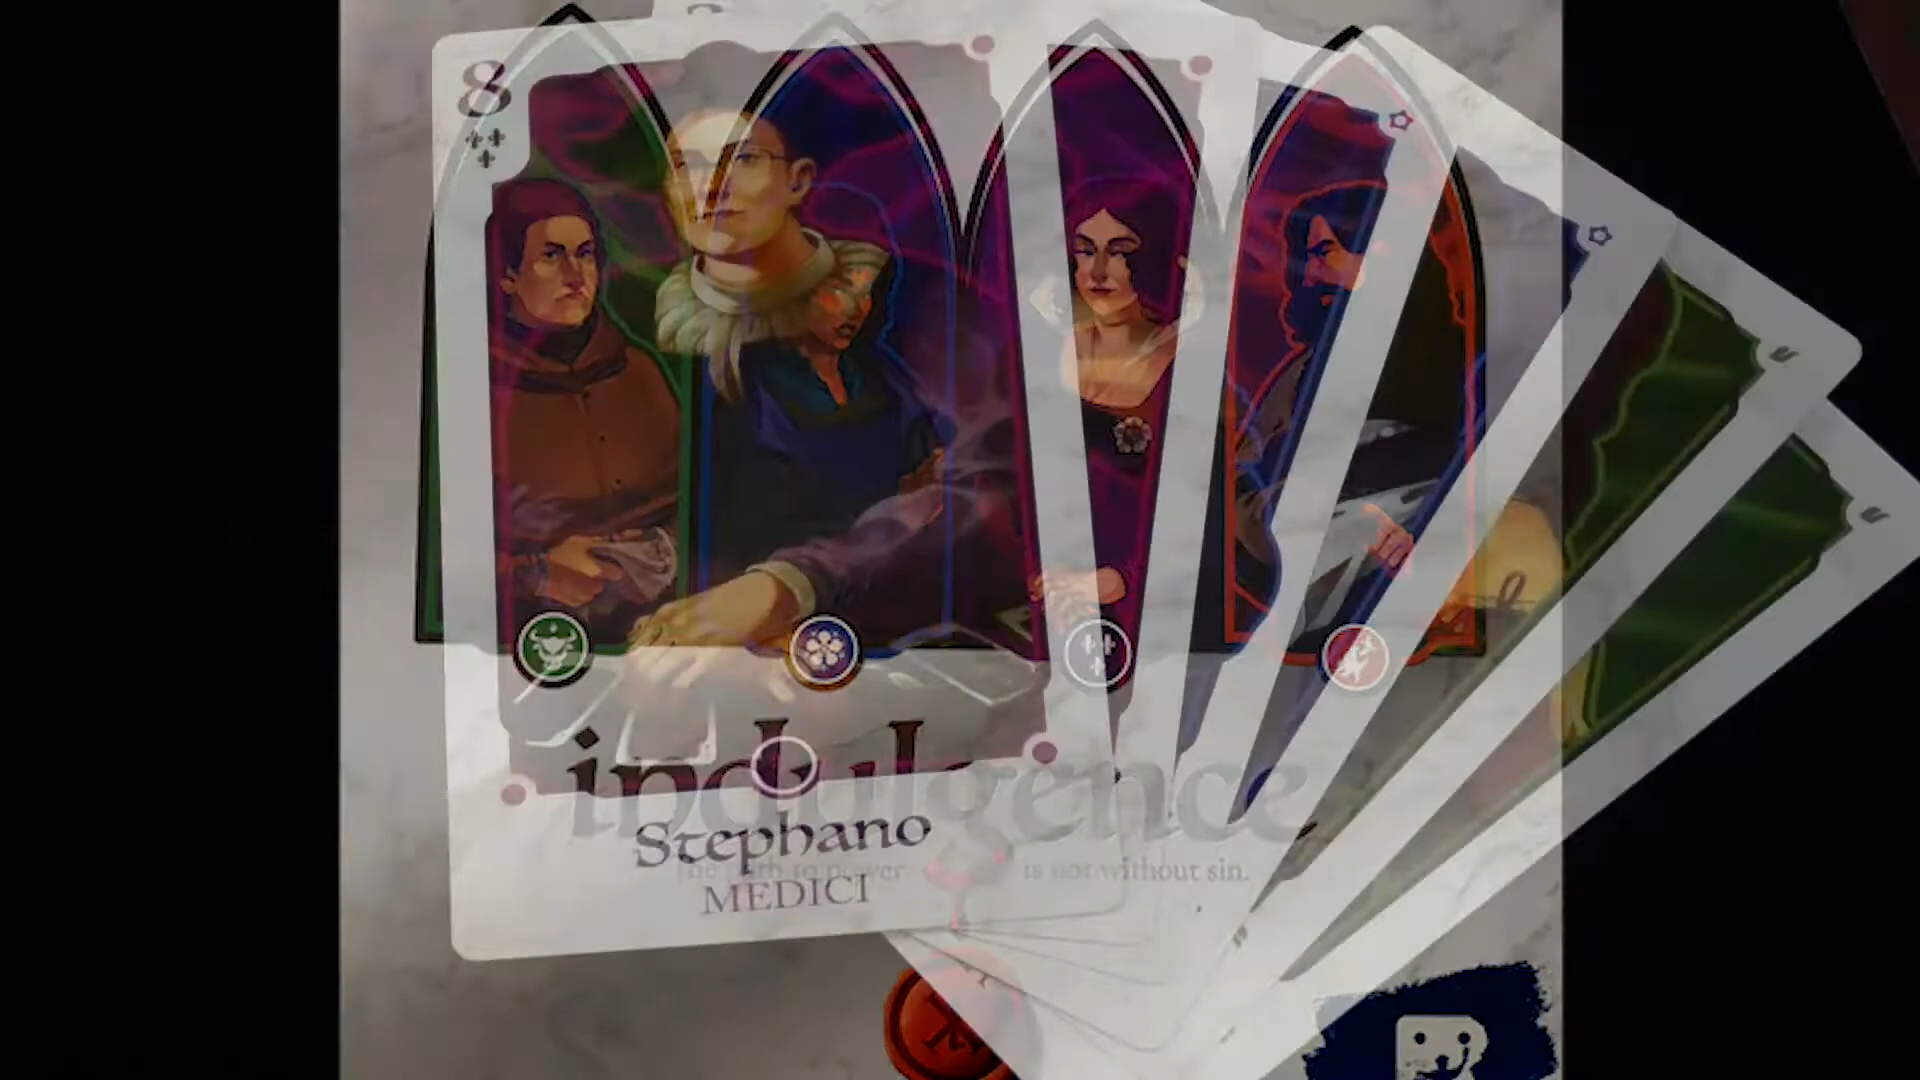 8
indulgence
Stephano
The path to power is not without sin.
MEDICI